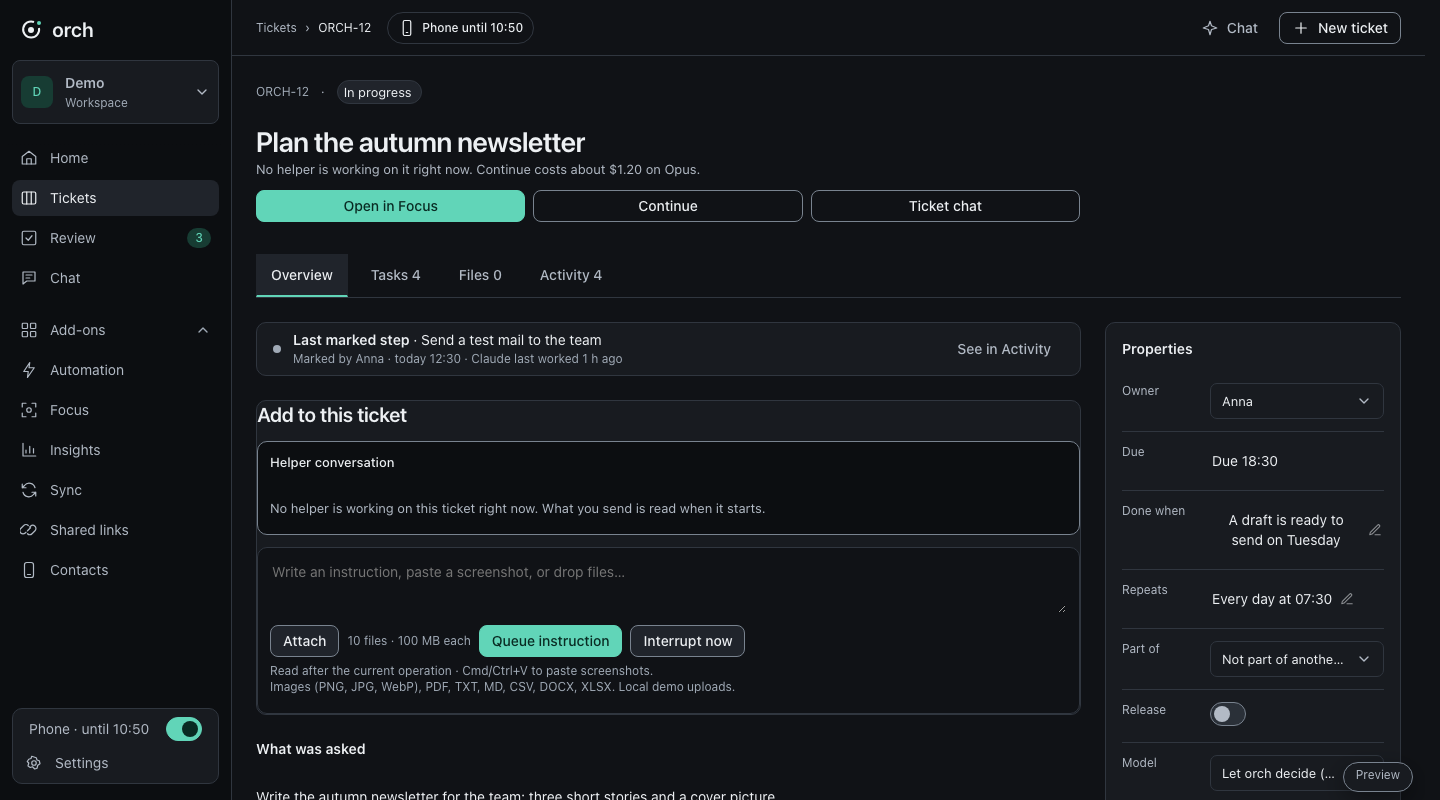 orch
Tickets › ORCH-12
Phone until 10:50
Chat
New ticket
D
Demo
Workspace
Home
Tickets
Review
3
Chat
Add-ons
Automation
Focus
Insights
Sync
Shared links
Contacts
Phone · until 10:50
Settings
ORCH-12 · In progress
Plan the autumn newsletter
No helper is working on it right now. Continue costs about $1.20 on Opus.
Open in Focus
Continue
Ticket chat
Overview
Tasks 4
Files 0
Activity 4
Last marked step · Send a test mail to the team
Marked by Anna · today 12:30 · Claude last worked 1 h ago
See in Activity
Add to this ticket
Helper conversation
No helper is working on this ticket right now. What you send is read when it starts.
Write an instruction, paste a screenshot, or drop files...
Attach
10 files · 100 MB each
Queue instruction
Interrupt now
Read after the current operation · Cmd/Ctrl+V to paste screenshots.
Images (PNG, JPG, WebP), PDF, TXT, MD, CSV, DOCX, XLSX. Local demo uploads.
What was asked
Write the autumn newsletter for the team: three short stories and a cover picture
Properties
Owner
Anna
Due
Due 18:30
Done when
A draft is ready to
send on Tuesday
Repeats
Every day at 07:30
Part of
Not part of anothe...
Release
Model
Let orch decide (...
Preview